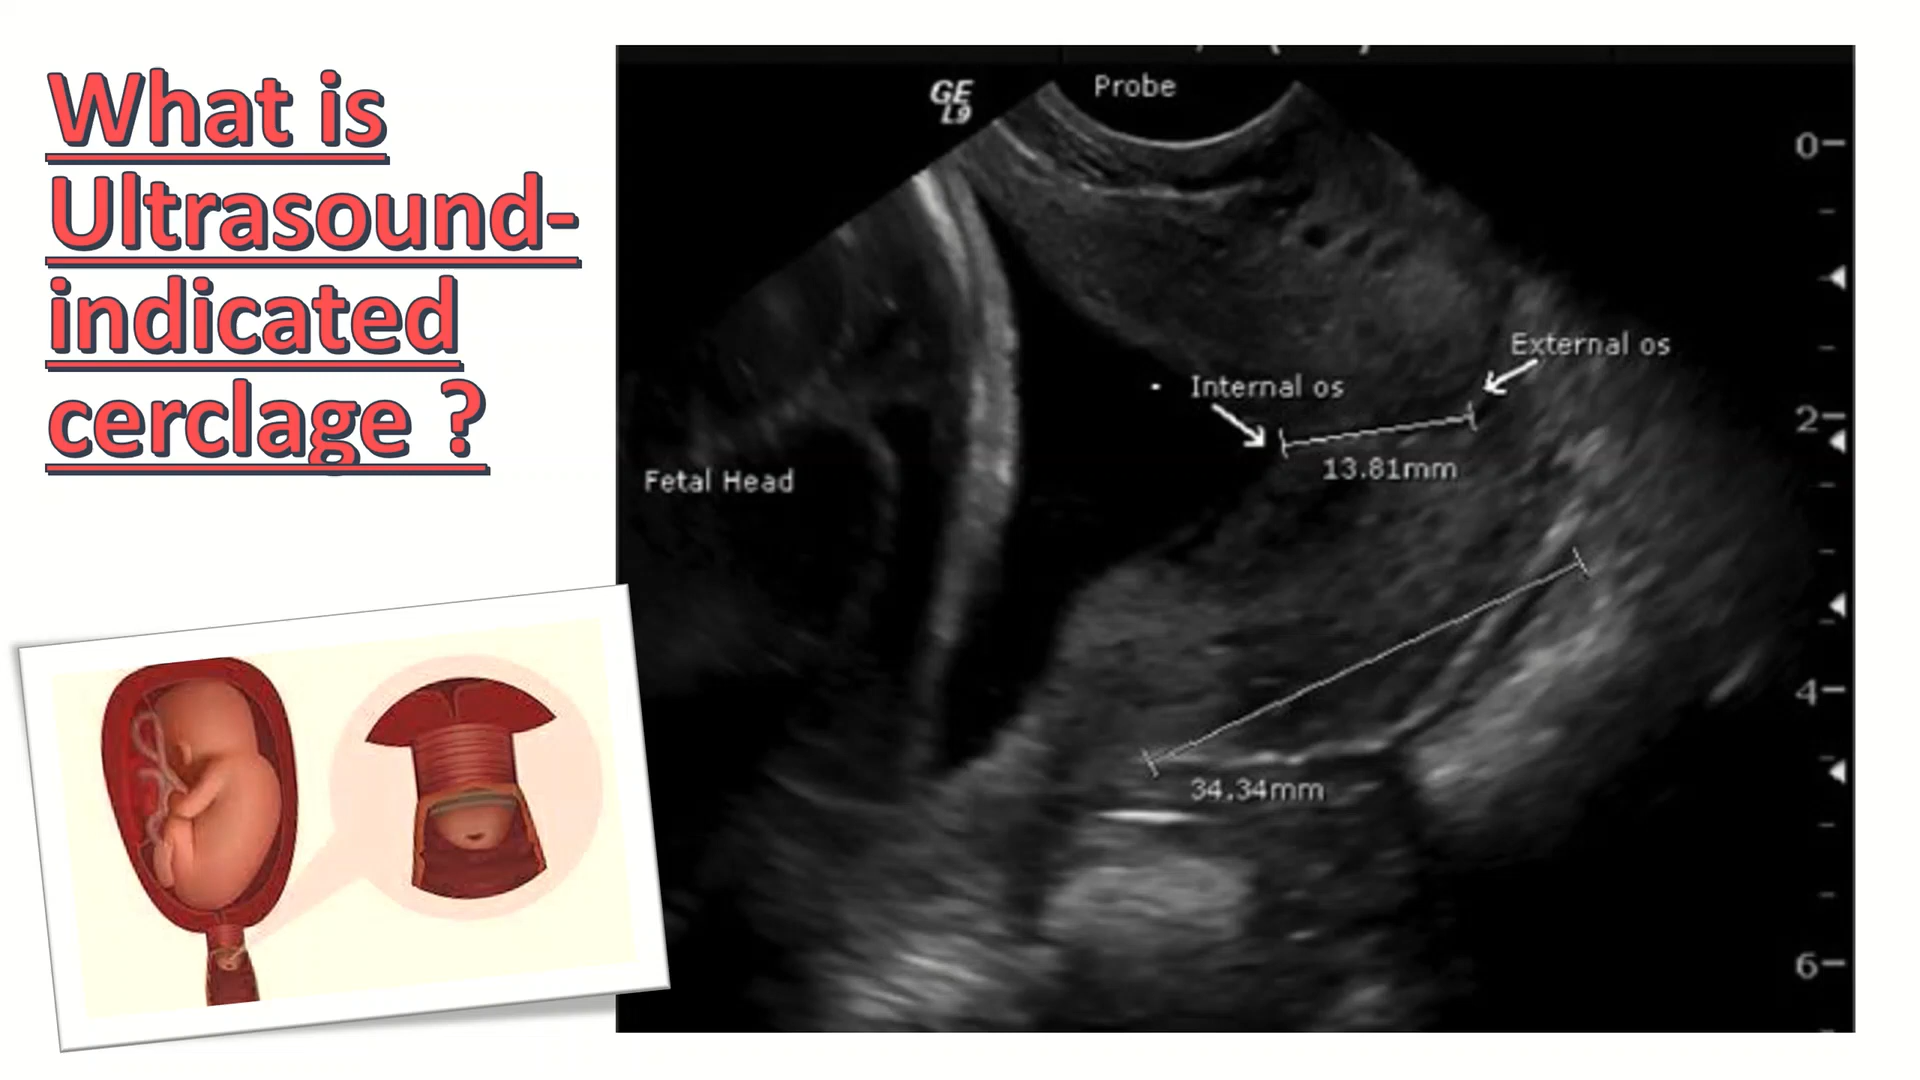 What is
Ultrasound-
indicated
cerclage ?
GE
L9
Probe
0
External os
Internal os
2
13.81mm
Fetal Head
4
34.34mm
6